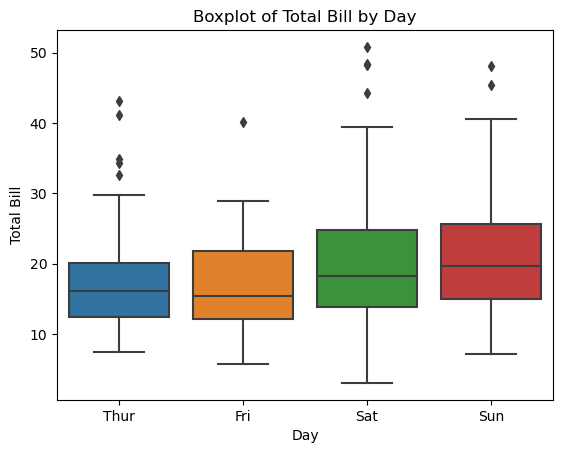 Boxplot of Total Bill by Day
Total Bill
50
40
30
20
10
Thur Fri Sat Sun
Day